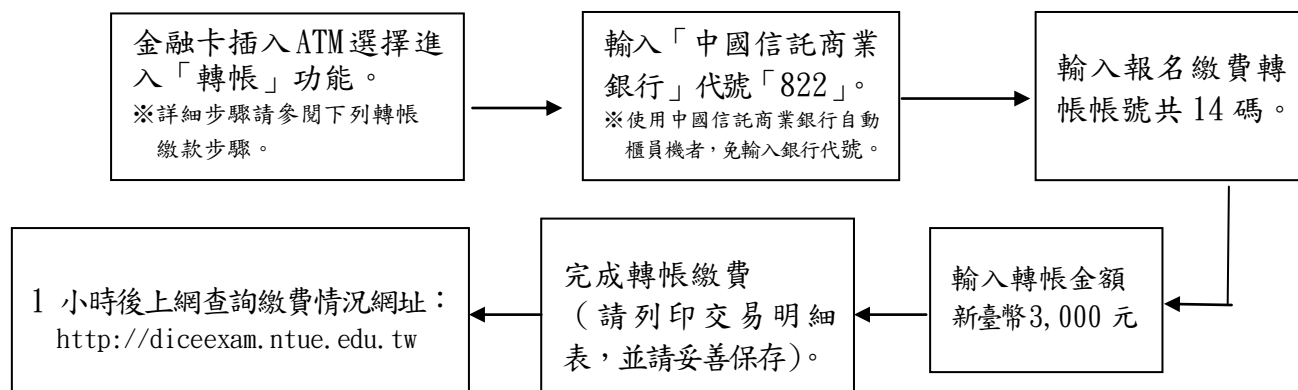 金融卡插入ATM選擇進
入「轉帳」功能。
※詳細步驟請參閱下列轉帳
繳款步驟。
輸入「中國信託商業
銀行」代號「822」。
※使用中國信託商業銀行自動
櫃員機者,免輸入銀行代號。
輸入報名繳費轉
帳帳號共 14 碼。
輸入轉帳金額
新臺幣3,000 元
完成轉帳繳費
(請列印交易明細
表,並請妥善保存)。
1 小時後上網查詢繳費情況網址:
http://diceexam.ntue.edu.tw